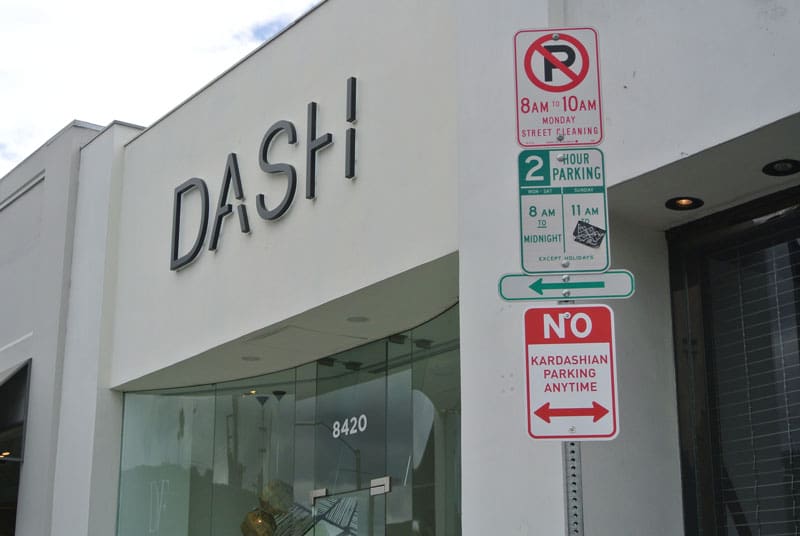 DASH
8420
P
8AM TO 10AM
MONDAY
STREET CLEANING
2 HOUR
PARKING
MON - SAT SUNDAY
8 AM 11 AM
TO
MIDNIGHT
EXCEPT HOLIDAYS
NO
KARDASHIAN
PARKING
ANYTIME